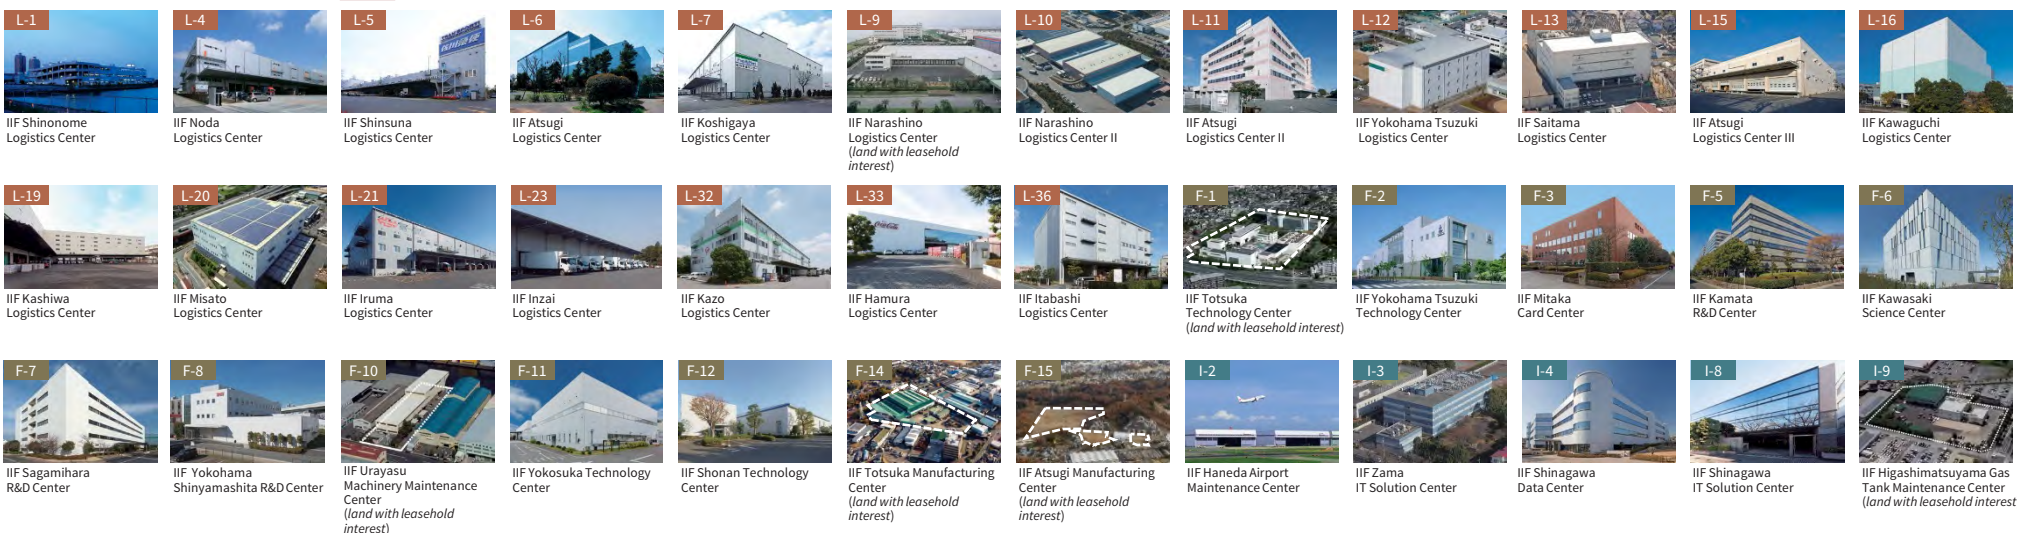 L-1
IIF Shinonome
Logistics Center
L-4
IIF Noda
Logistics Center
L-5
IIF Shinsuna
Logistics Center
L-6
IIF Atsugi
Logistics Center
L-7
IIF Koshigaya
Logistics Center
L-9
IIF Narashino
Logistics Center
(land with leasehold
interest)
L-10
IIF Narashino
Logistics Center II
L-11
IIF Atsugi
Logistics Center II
L-12
IIF Yokohama Tsuzuki
Logistics Center
L-13
IIF Saitama
Logistics Center
L-15
IIF Atsugi
Logistics Center III
L-16
IIF Kawaguchi
Logistics Center
L-19
IIF Kashiwa
Logistics Center
L-20
IIF Misato
Logistics Center
L-21
IIF Iruma
Logistics Center
L-23
IIF Inzai
Logistics Center
L-32
IIF Kazo
Logistics Center
L-33
IIF Hamura
Logistics Center
L-36
IIF Itabashi
Logistics Center
F-1
IIF Totsuka
Technology Center
(land with leasehold interest)
F-2
IIF Yokohama Tsuzuki
Technology Center
F-3
IIF Mitaka
Card Center
F-5
IIF Kamata
R&D Center
F-6
IIF Kawasaki
Science Center
F-7
IIF Sagamihara
R&D Center
F-8
IIF Yokohama
Shinyamashita R&D Center
F-10
IIF Urayasu
Machinery Maintenance
Center
(land with leasehold
interest)
F-11
IIF Yokosuka Technology
Center
F-12
IIF Shonan Technology
Center
F-14
IIF Totsuka Manufacturing
Center
(land with leasehold
interest)
F-15
IIF Atsugi Manufacturing
Center
(land with leasehold
interest)
I-2
IIF Haneda Airport
Maintenance Center
I-3
IIF Zama
IT Solution Center
I-4
IIF Shinagawa
Data Center
I-8
IIF Shinagawa
IT Solution Center
I-9
IIF Higashimatsuyama Gas
Tank Maintenance Center
(land with leasehold interest